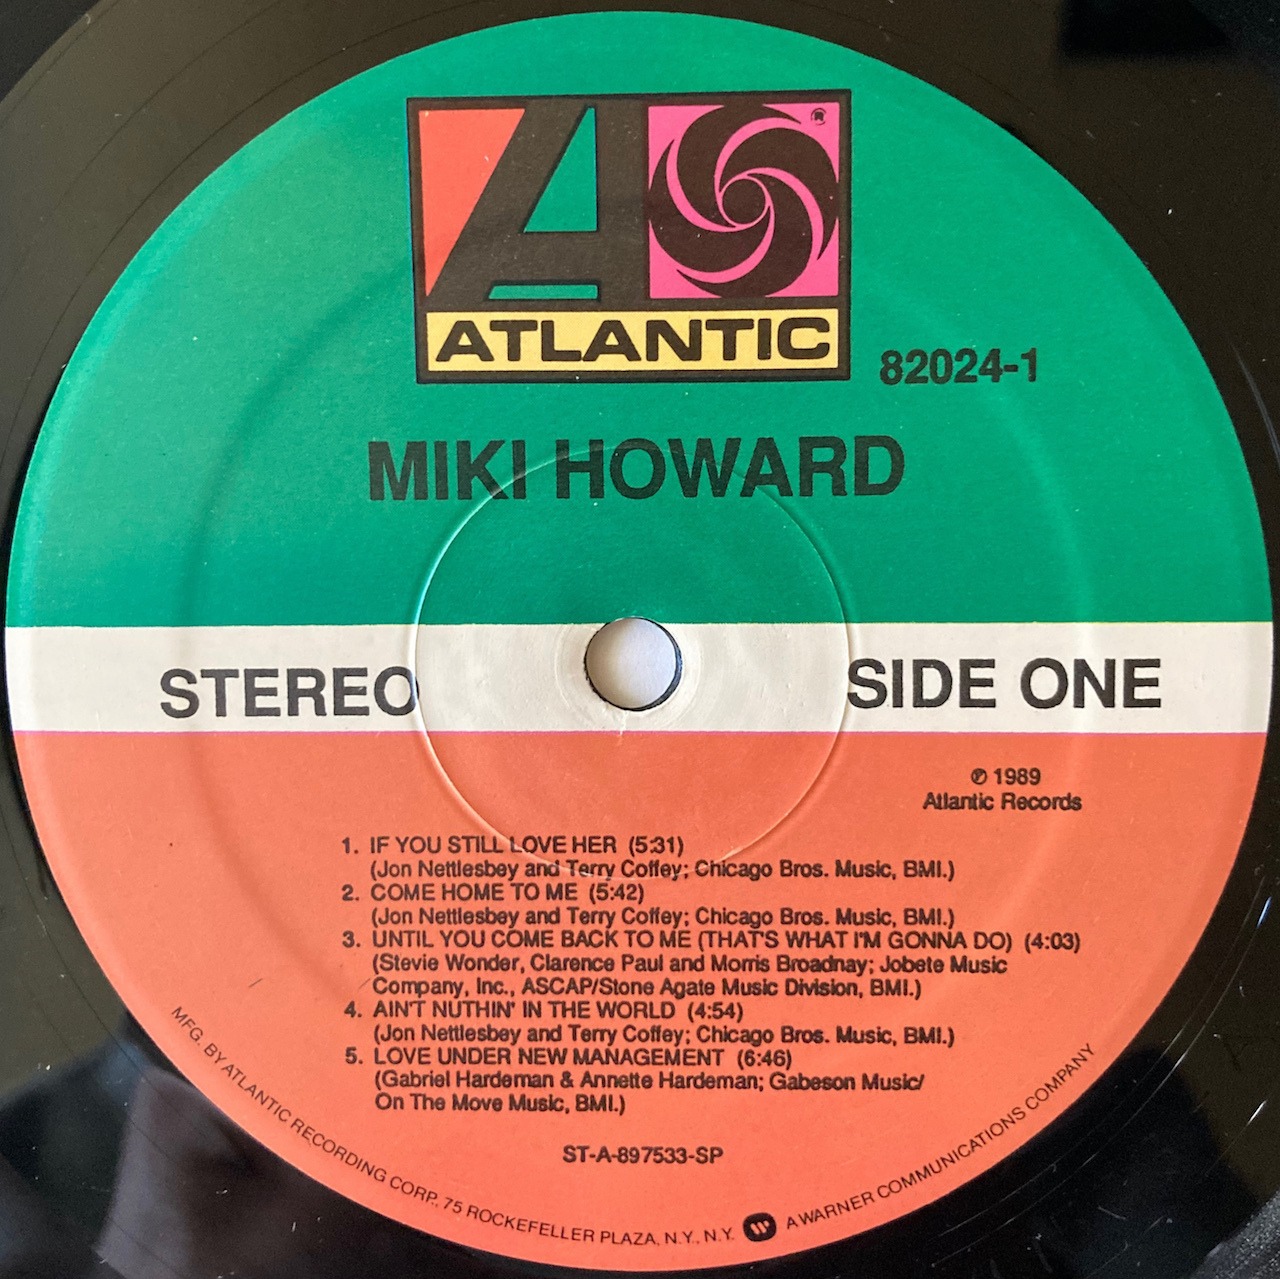 ®
ATLANTIC
82024-1
MIKI HOWARD
STEREO
SIDE ONE
℗ 1989
Atlantic Records
1. IF YOU STILL LOVE HER (5:31)
(Jon Nettlesbey and Terry Coffey; Chicago Bros. Music, BMI.)
2. COME HOME TO ME (5:42)
(Jon Nettlesbey and Terry Coffey; Chicago Bros. Music, BMI.)
3. UNTIL YOU COME BACK TO ME (THAT'S WHAT I'M GONNA DO) (4:03)
(Stevie Wonder, Clarence Paul and Morris Broadnay; Jobete Music
Company, Inc., ASCAP/Stone Agate Music Division, BMI.)
4. AIN'T NUTHIN' IN THE WORLD (4:54)
(Jon Nettlesbey and Terry Coffey; Chicago Bros. Music, BMI.)
5. LOVE UNDER NEW MANAGEMENT (6:46)
(Gabriel Hardeman & Annette Hardeman; Gabeson Music/
On The Move Music, BMI.)
ST-A-897533-SP
MFG. BY ATLANTIC RECORDING CORP., 75 ROCKEFELLER PLAZA, N.Y., N.Y. A WARNER COMMUNICATIONS COMPANY